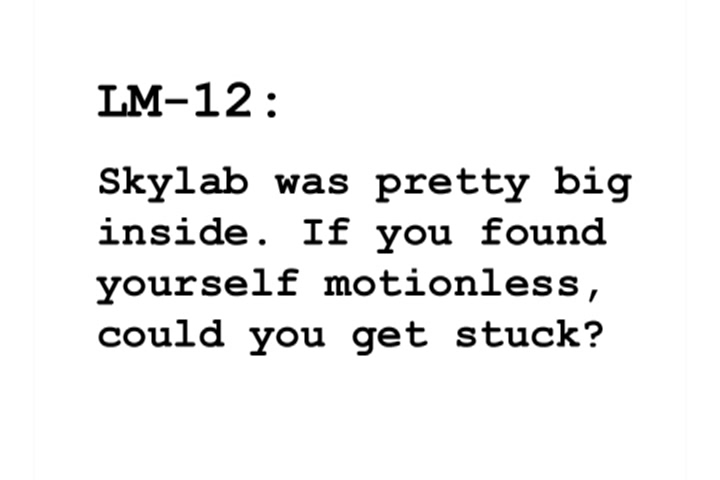 LM-12:
Skylab was pretty big
inside. If you found
yourself motionless,
could you get stuck?